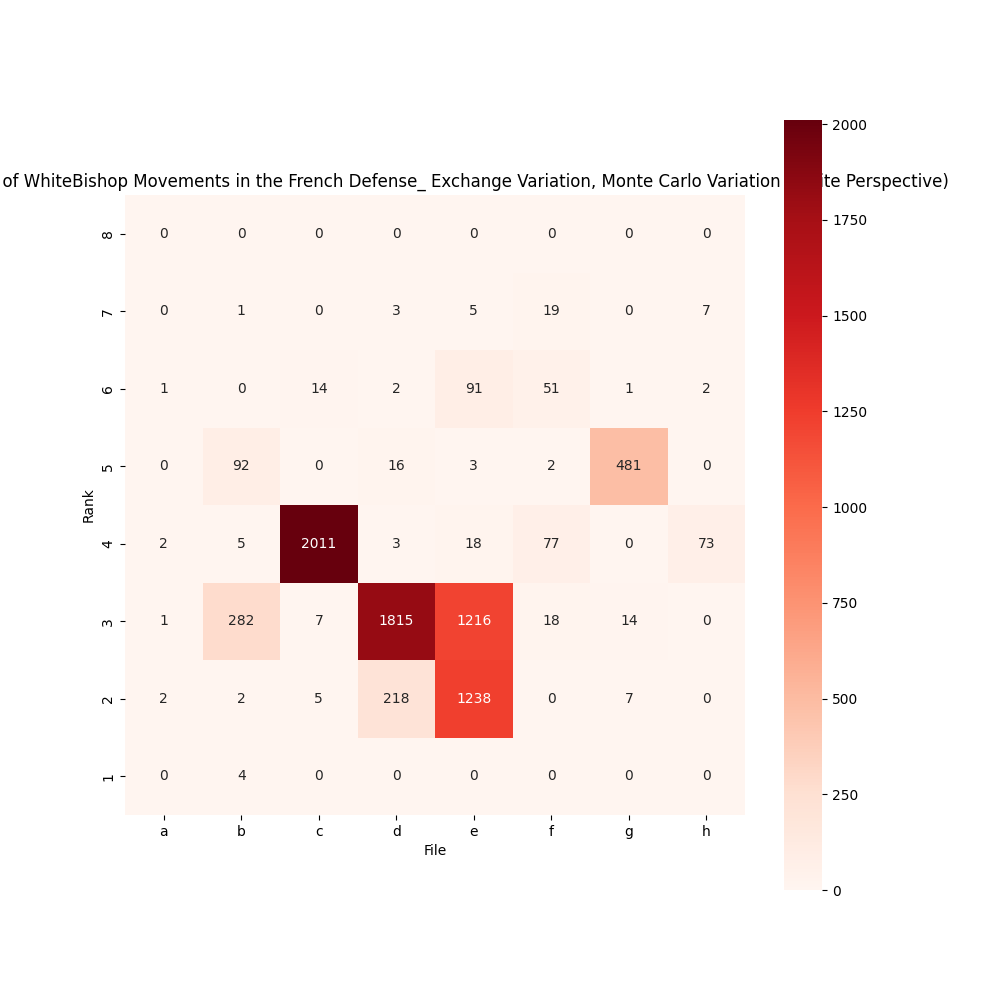 of WhiteBishop Movements in the French Defense_ Exchange Variation, Monte Carlo Variation ite Perspective)
8 0 0 0 0 0 0 0 0
7 0 1 0 3 5 19 0 7
6 1 0 14 2 91 51 1 2
5 0 92 0 16 3 2 481 0
4 2 5 2011 3 18 77 0 73
3 1 282 7 1815 1216 18 14 0
2 2 2 5 218 1238 0 7 0
1 0 4 0 0 0 0 0 0
a b c d e f g h
File
Rank
2000
1750
1500
1250
1000
750
500
250
0